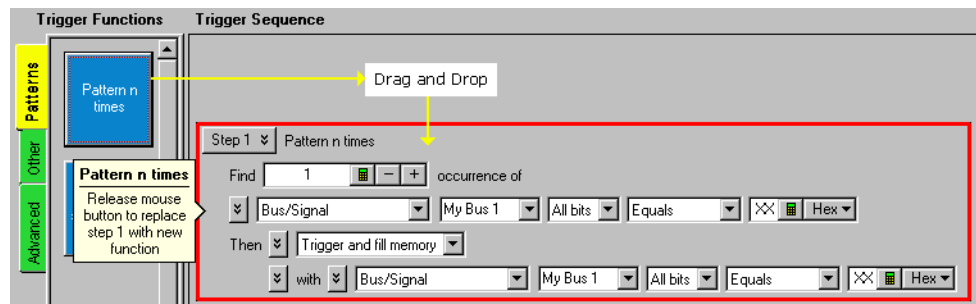 Trigger Functions Trigger Sequence
Patterns
Other
Advanced
Pattern n
times
Drag and Drop
Pattern n times
Release mouse
button to replace
step 1 with new
function
Step 1 Pattern n times
Find 1 − + occurrence of
Bus/Signal My Bus 1 All bits Equals XX Hex
Then Trigger and fill memory
with Bus/Signal My Bus 1 All bits Equals XX Hex